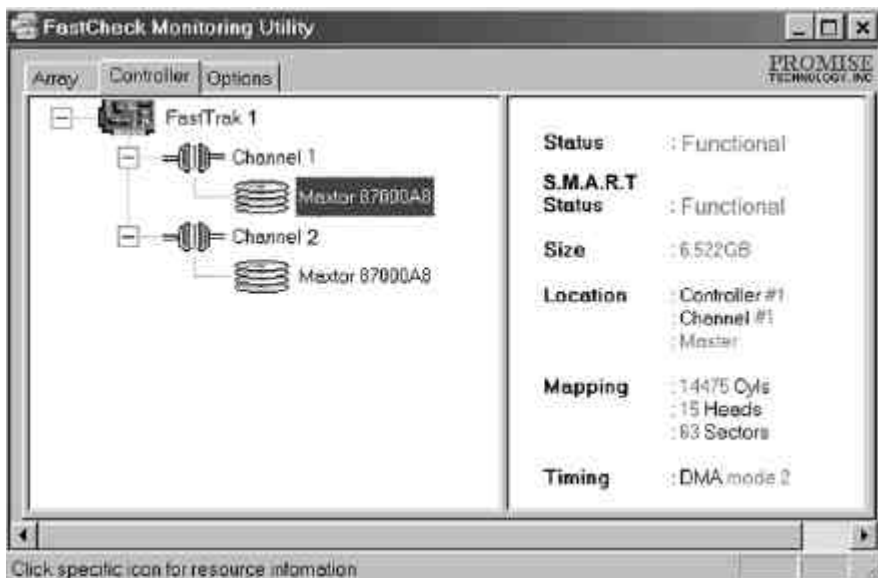 FastCheck Monitoring Utility
PROMISE
TECHNOLOGY, INC
Array Controller Options
FastTrak 1
Channel 1
Maxtor 87000A8
Channel 2
Maxtor 87000A8
Status : Functional
S.M.A.R.T
Status : Functional
Size : 6.522GB
Location : Controller #1
: Channel #1
: Master
Mapping : 14475 Cyls
: 15 Heads
: 63 Sectors
Timing : DMA mode 2
Click specific icon for resource infomation